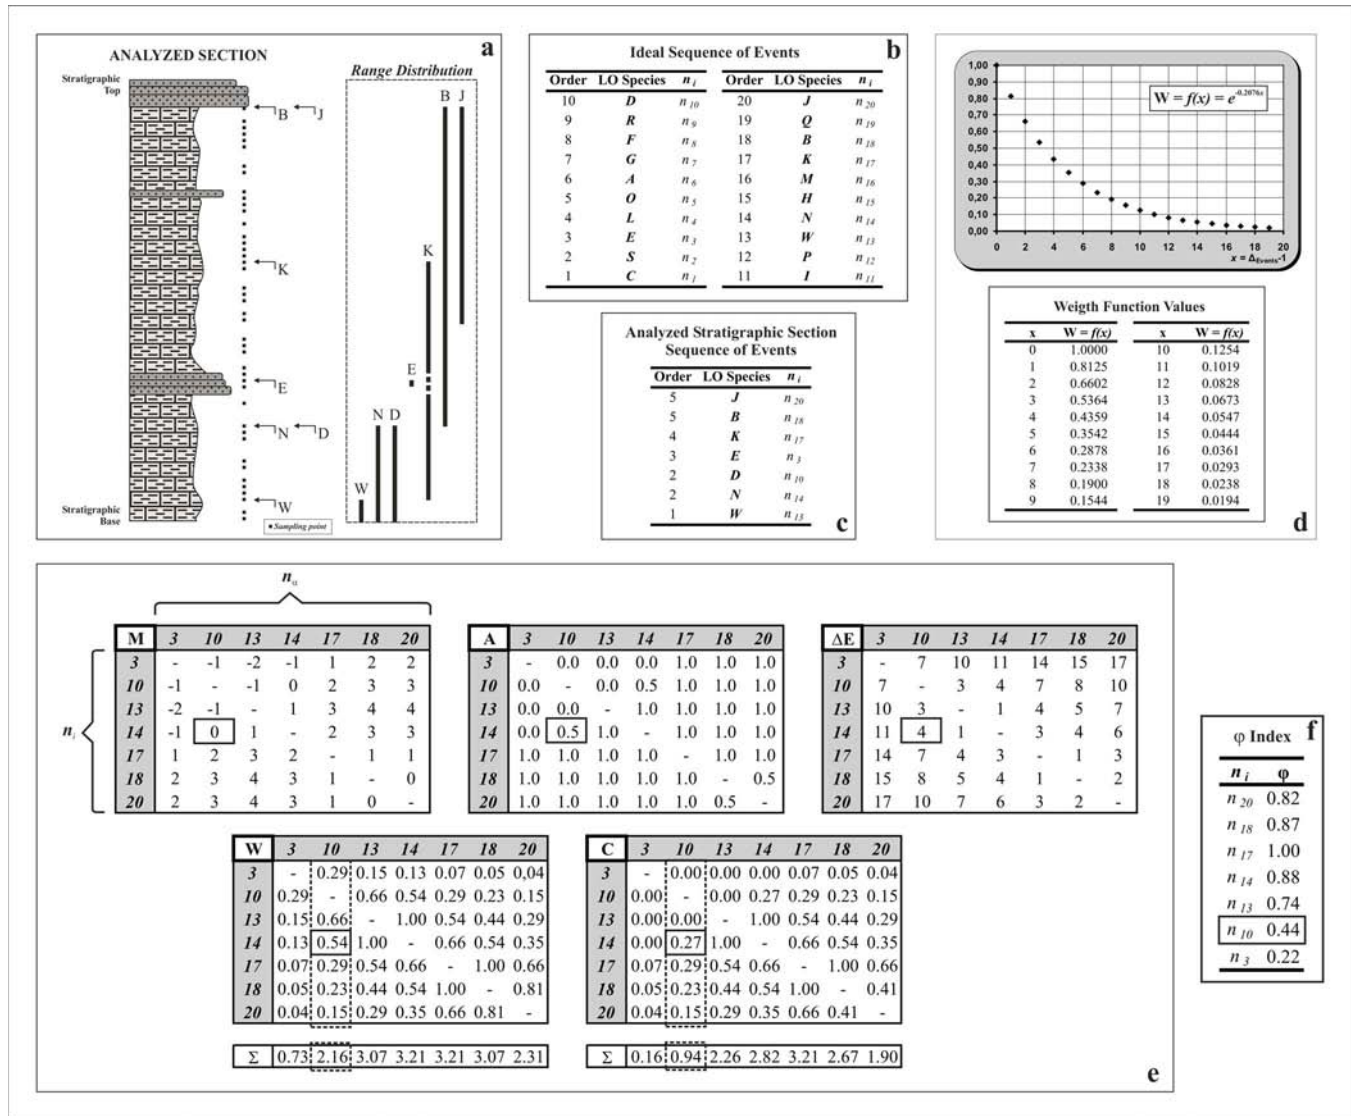 a
ANALYZED SECTION
Stratigraphic
Top
Range Distribution
B J
B J
K
K
E
E
N D
N D
W
W
Stratigraphic
Base
Sampling point
b
Ideal Sequence of Events
Order LO Species n i Order LO Species n i
10 D n 10 20 J n 20
9 R n 9 19 Q n 19
8 F n 8 18 B n 18
7 G n 7 17 K n 17
6 A n 6 16 M n 16
5 O n 5 15 H n 15
4 L n 4 14 N n 14
3 E n 3 13 W n 13
2 S n 2 12 P n 12
1 C n 1 11 I n 11
Analyzed Stratigraphic Section
Sequence of Events
Order LO Species n i
5 J n 20
5 B n 18
4 K n 17
3 E n 3
2 D n 10
2 N n 14
1 W n 13
c
1,00
0,90
0,80
0,70
0,60
0,50
0,40
0,30
0,20
0,10
0,00
W = f(x) = e-0.2076x
0 2 4 6 8 10 12 14 16 18 20
x = ΔEvents-1
Weigth Function Values
x W = f(x) x W = f(x)
0 1.0000 10 0.1254
1 0.8125 11 0.1019
2 0.6602 12 0.0828
3 0.5364 13 0.0673
4 0.4359 14 0.0547
5 0.3542 15 0.0444
6 0.2878 16 0.0361
7 0.2338 17 0.0293
8 0.1900 18 0.0238
9 0.1544 19 0.0194
d
nα
ni
M 3 10 13 14 17 18 20
3 - -1 -2 -1 1 2 2
10 -1 - -1 0 2 3 3
13 -2 -1 - 1 3 4 4
14 -1 0 1 - 2 3 3
17 1 2 3 2 - 1 1
18 2 3 4 3 1 - 0
20 2 3 4 3 1 0 -
A 3 10 13 14 17 18 20
3 - 0.0 0.0 0.0 1.0 1.0 1.0
10 0.0 - 0.0 0.5 1.0 1.0 1.0
13 0.0 0.0 - 1.0 1.0 1.0 1.0
14 0.0 0.5 1.0 - 1.0 1.0 1.0
17 1.0 1.0 1.0 1.0 - 1.0 1.0
18 1.0 1.0 1.0 1.0 1.0 - 0.5
20 1.0 1.0 1.0 1.0 1.0 0.5 -
ΔE 3 10 13 14 17 18 20
3 - 7 10 11 14 15 17
10 7 - 3 4 7 8 10
13 10 3 - 1 4 5 7
14 11 4 1 - 3 4 6
17 14 7 4 3 - 1 3
18 15 8 5 4 1 - 2
20 17 10 7 6 3 2 -
W 3 10 13 14 17 18 20
3 - 0.29 0.15 0.13 0.07 0.05 0,04
10 0.29 - 0.66 0.54 0.29 0.23 0.15
13 0.15 0.66 - 1.00 0.54 0.44 0.29
14 0.13 0.54 1.00 - 0.66 0.54 0.35
17 0.07 0.29 0.54 0.66 - 1.00 0.66
18 0.05 0.23 0.44 0.54 1.00 - 0.81
20 0.04 0.15 0.29 0.35 0.66 0.81 -
Σ 0.73 2.16 3.07 3.21 3.21 3.07 2.31
C 3 10 13 14 17 18 20
3 - 0.00 0.00 0.00 0.07 0.05 0.04
10 0.00 - 0.00 0.27 0.29 0.23 0.15
13 0.00 0.00 - 1.00 0.54 0.44 0.29
14 0.00 0.27 1.00 - 0.66 0.54 0.35
17 0.07 0.29 0.54 0.66 - 1.00 0.66
18 0.05 0.23 0.44 0.54 1.00 - 0.41
20 0.04 0.15 0.29 0.35 0.66 0.41 -
Σ 0.16 0.94 2.26 2.82 3.21 2.67 1.90
e
φ Index f
n i φ
n 20 0.82
n 18 0.87
n 17 1.00
n 14 0.88
n 13 0.74
n 10 0.44
n 3 0.22